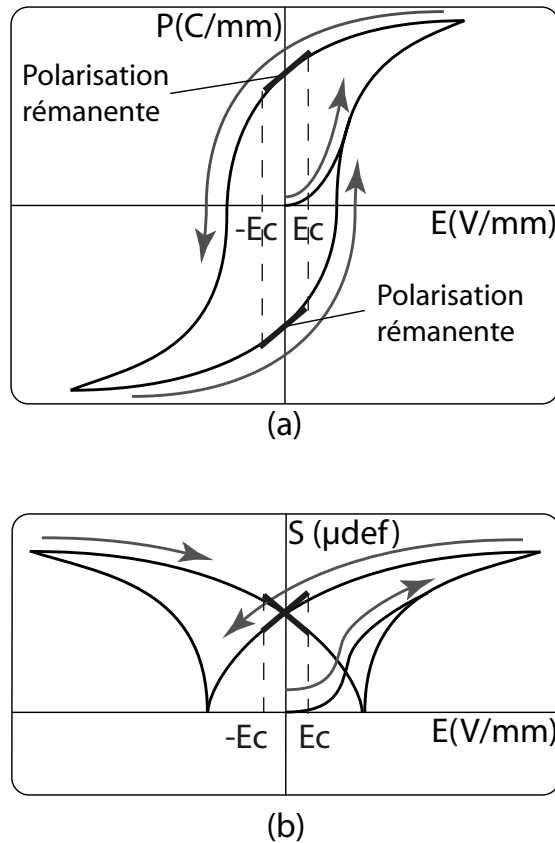 P(C/mm)
Polarisation
rémanente
-Ec
Ec
E(V/mm)
Polarisation
rémanente
(a)
S (µdef)
-Ec
Ec
E(V/mm)
(b)